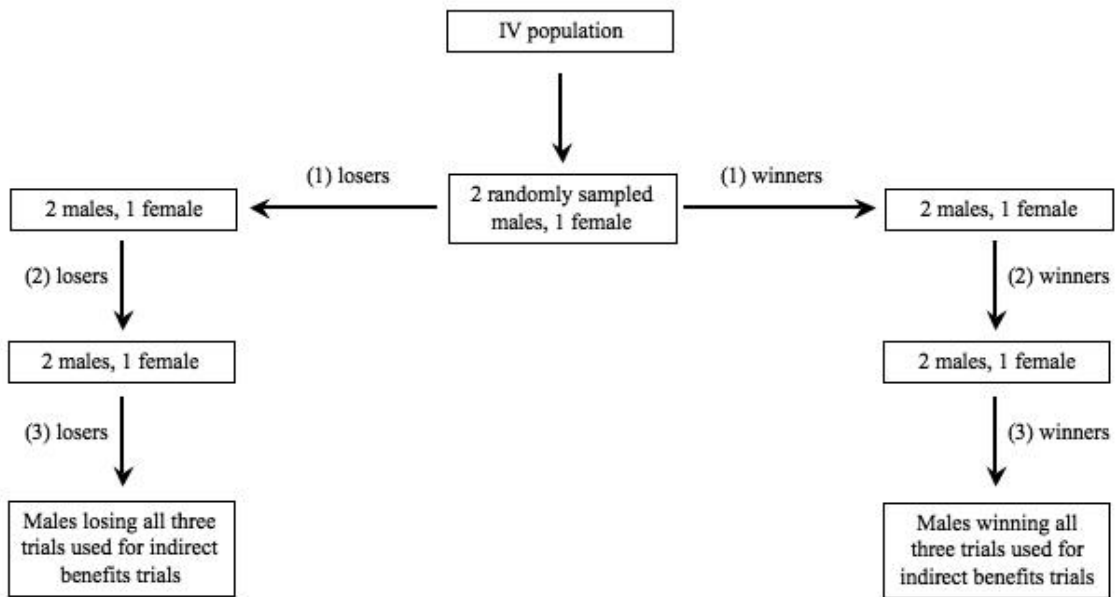 IV population
(1) losers
(1) winners
2 males, 1 female
2 randomly sampled
males, 1 female
2 males, 1 female
(2) losers
(2) winners
2 males, 1 female
2 males, 1 female
(3) losers
(3) winners
Males losing all three
trials used for indirect
benefits trials
Males winning all
three trials used for
indirect benefits trials